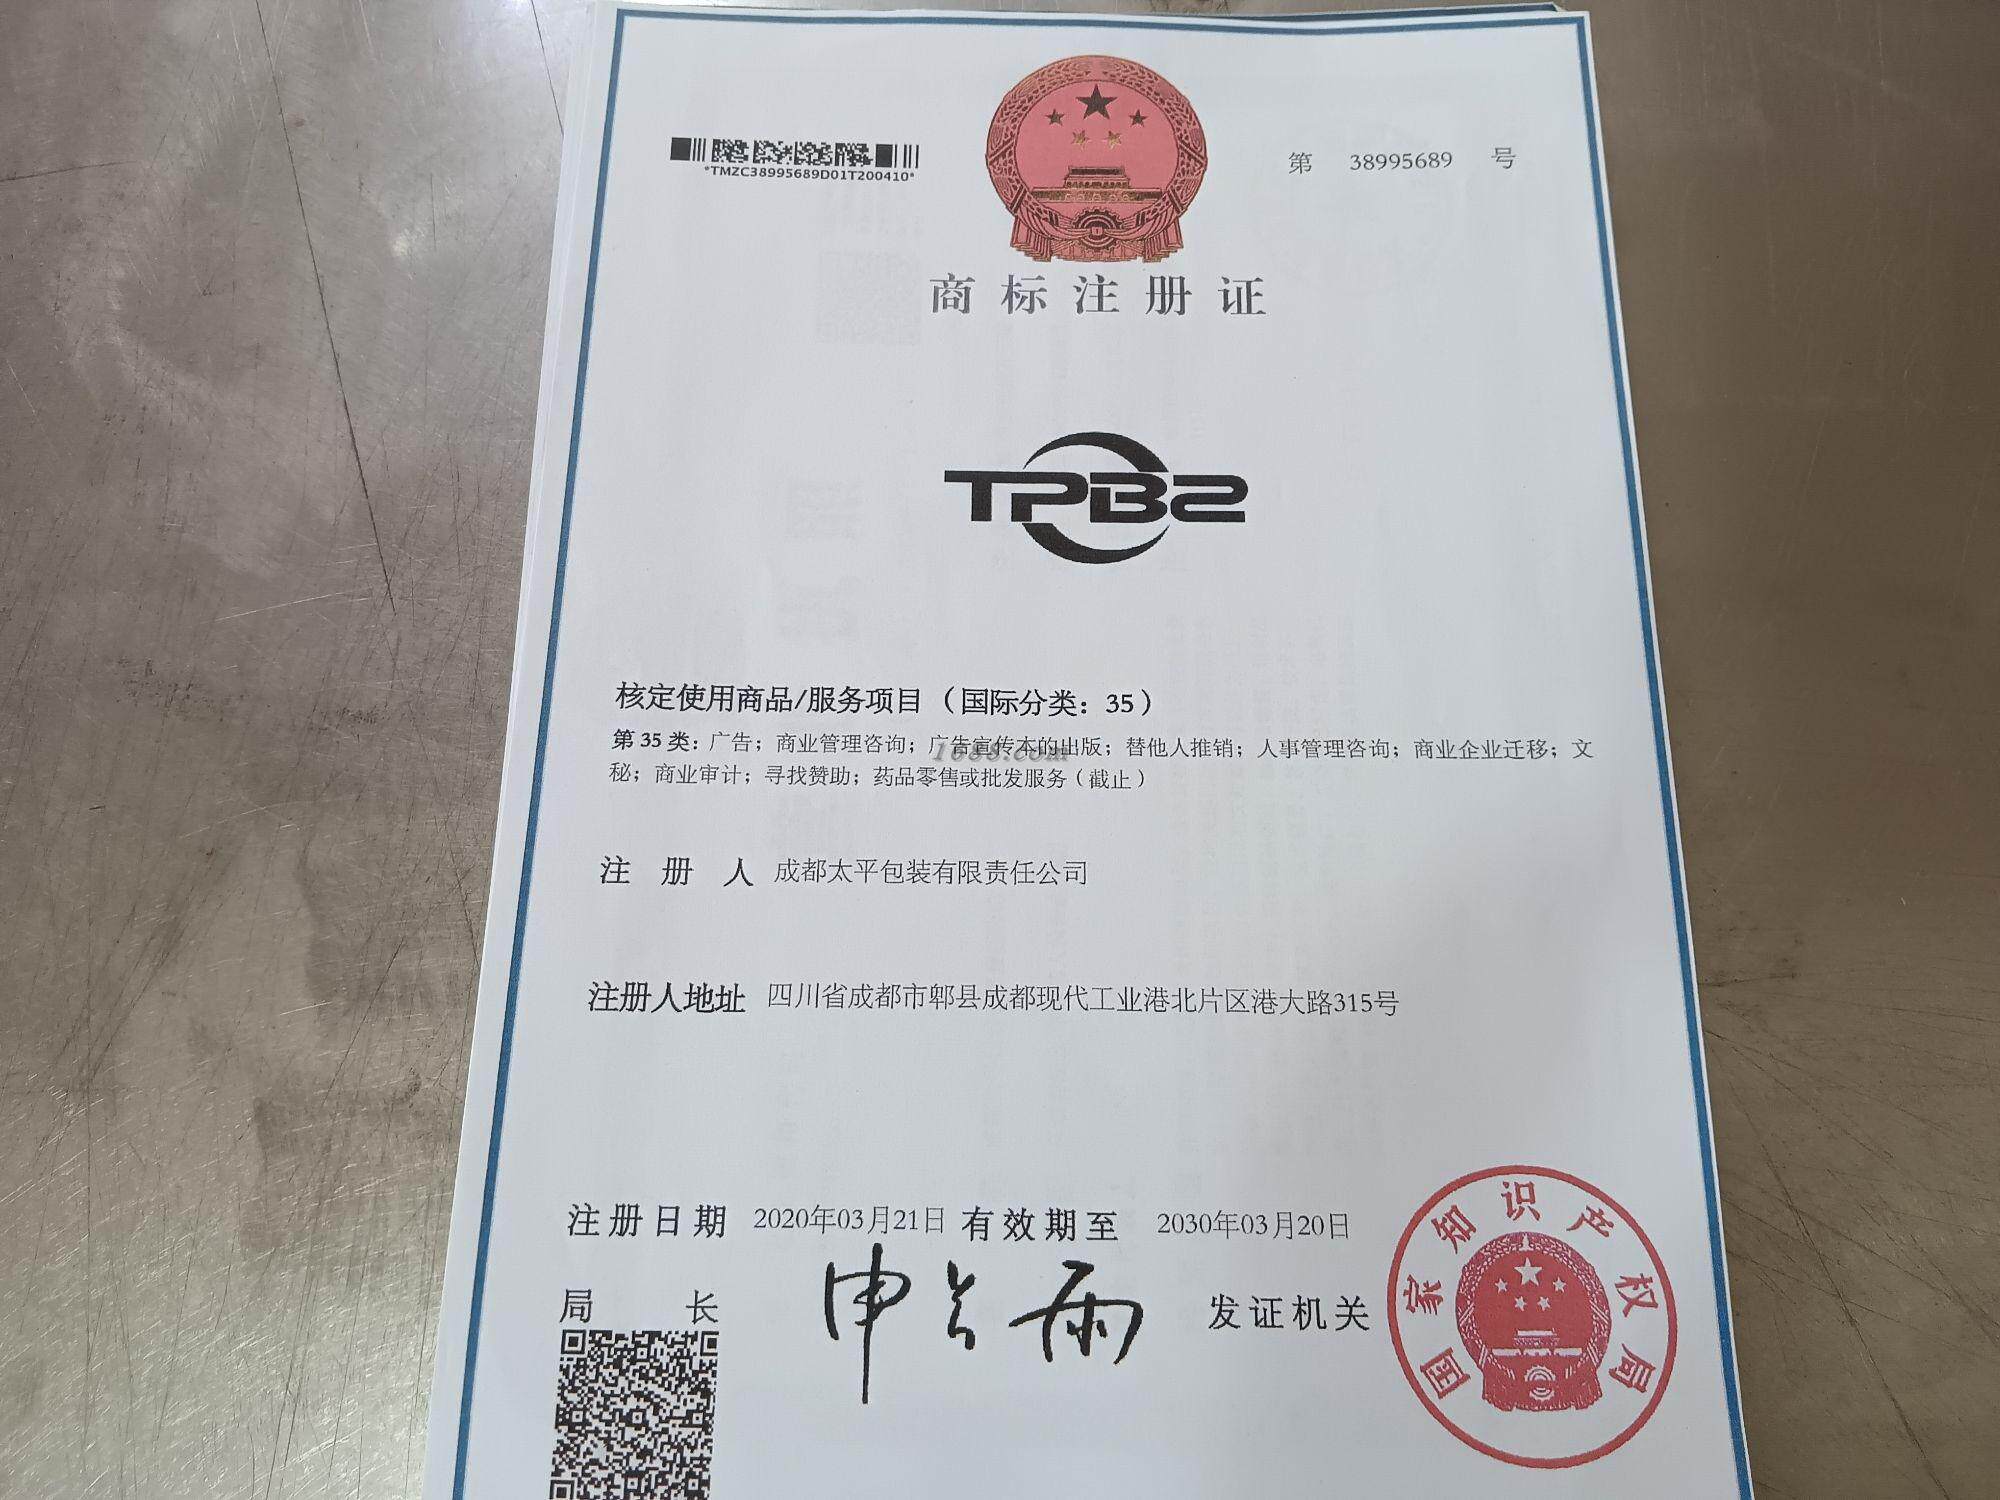 *TMZC38995689D01T200410*
第 38995689 号
商标注册证
TPBZ
核定使用商品/服务项目（国际分类：35）
第 35 类：广告；商业管理咨询；广告宣传本的出版；替他人推销；人事管理咨询；商业企业迁移；文
秘；商业审计；寻找赞助；药品零售或批发服务（截止）
1688.com
注册人 成都太平包装有限责任公司
注册人地址 四川省成都市郫县成都现代工业港北片区港大路315号
注册日期 2020年03月21日 有效期至 2030年03月20日
局长 申长雨 发证机关
国家知识产权局